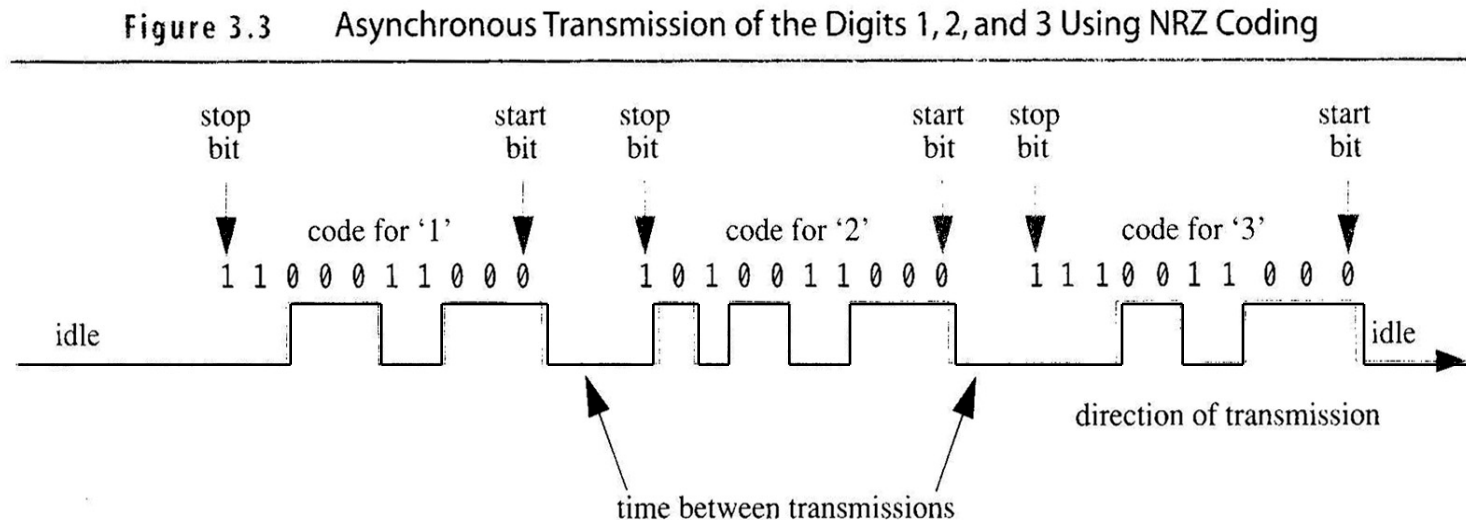 Figure 3.3 Asynchronous Transmission of the Digits 1, 2, and 3 Using NRZ Coding
stop bit
start bit
stop bit
start bit
stop bit
start bit
code for ‘1’
code for ‘2’
code for ‘3’
1 1 0 0 0 1 1 0 0 0
1 0 1 0 0 1 1 0 0 0
1 1 1 0 0 1 1 0 0 0
idle
idle
direction of transmission
time between transmissions